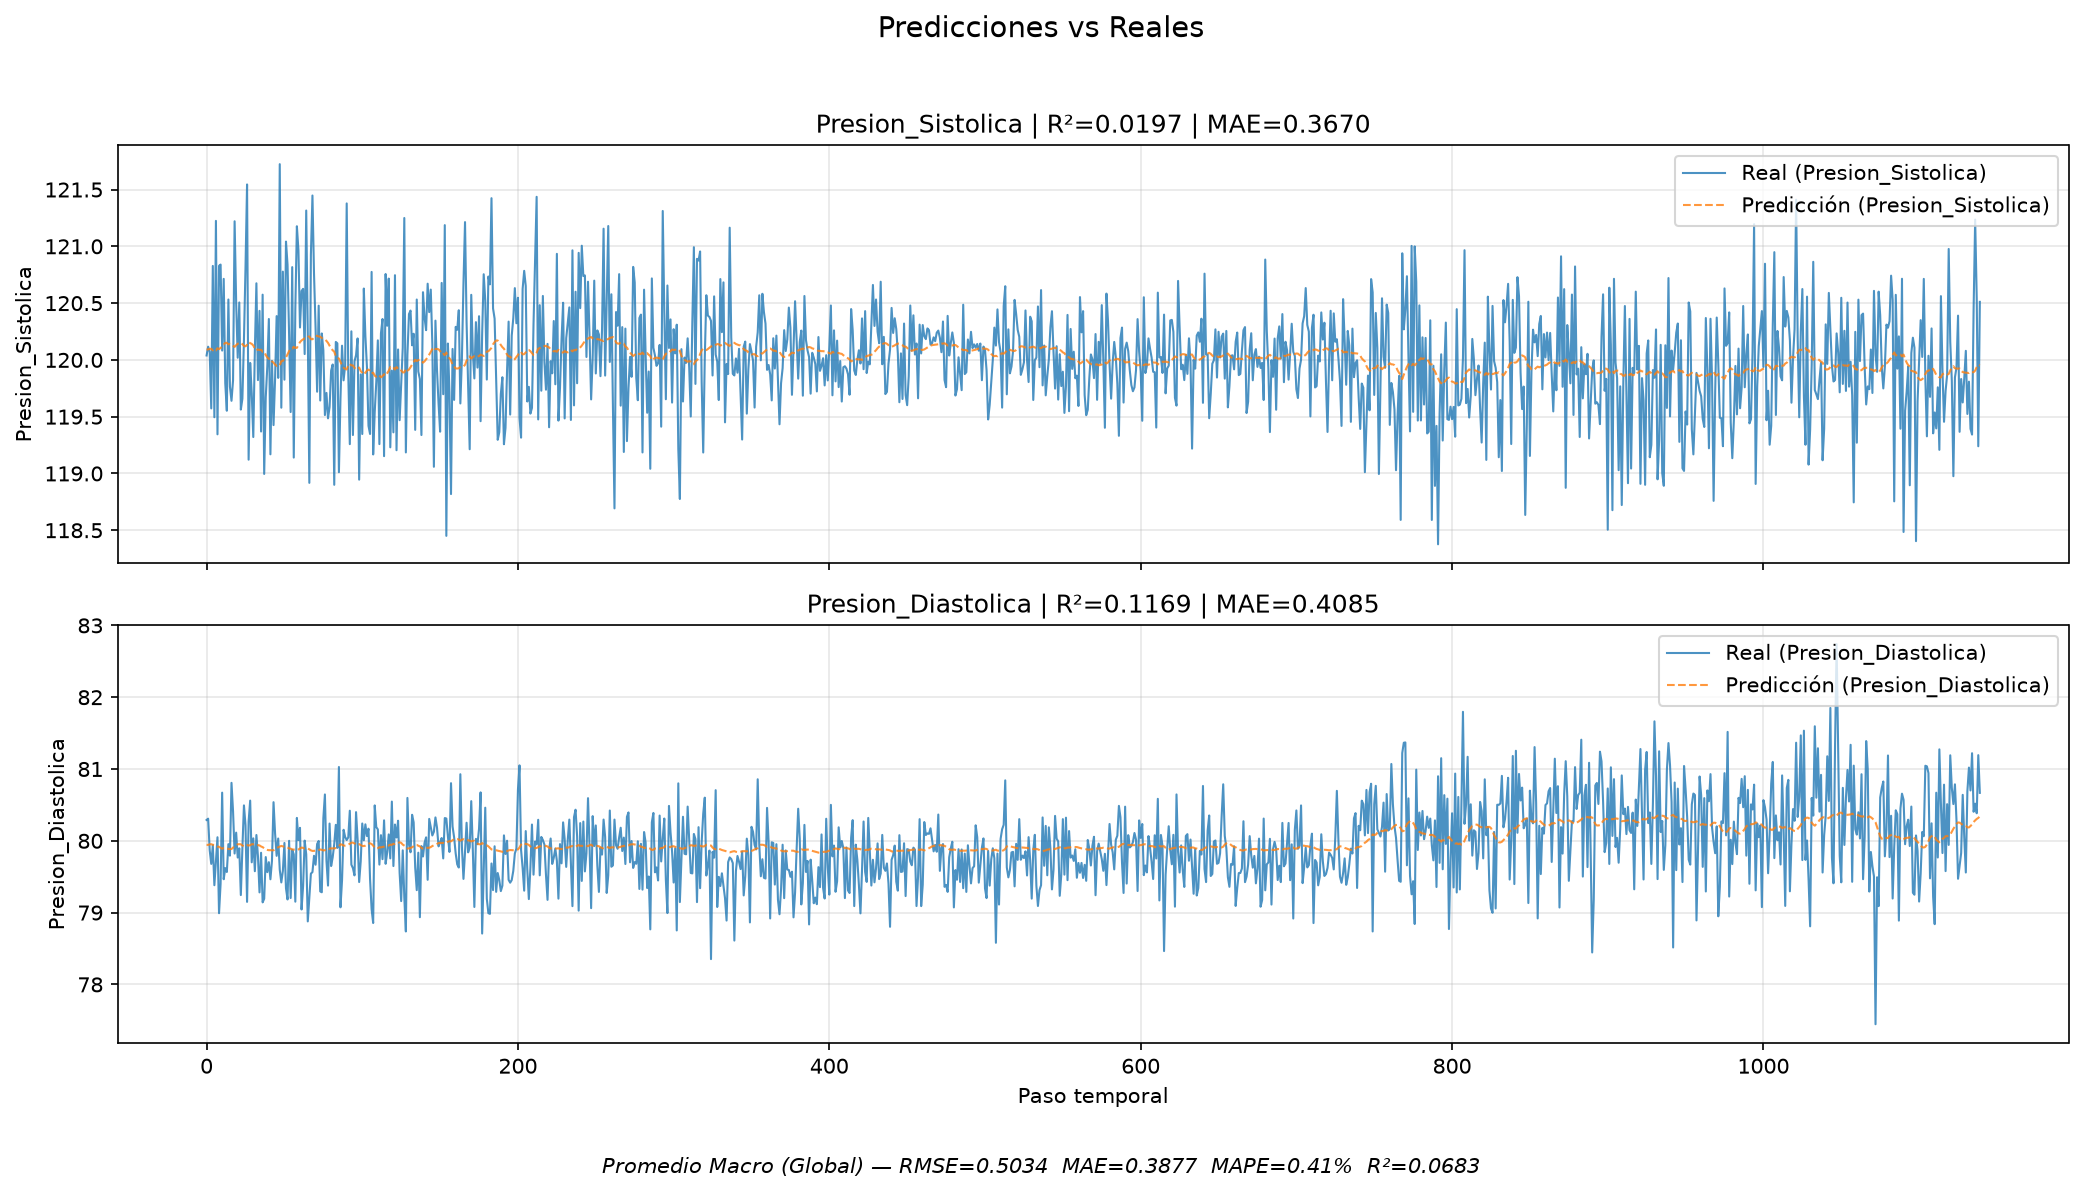 Predicciones vs Reales
Presion_Sistolica | R²=0.0197 | MAE=0.3670
Presion_Sistolica
121.5
121.0
120.5
120.0
119.5
119.0
118.5
Real (Presion_Sistolica)
Predicción (Presion_Sistolica)
Presion_Diastolica | R²=0.1169 | MAE=0.4085
Presion_Diastolica
83
82
81
80
79
78
Real (Presion_Diastolica)
Predicción (Presion_Diastolica)
0 200 400 600 800 1000
Paso temporal
Promedio Macro (Global) — RMSE=0.5034 MAE=0.3877 MAPE=0.41% R²=0.0683